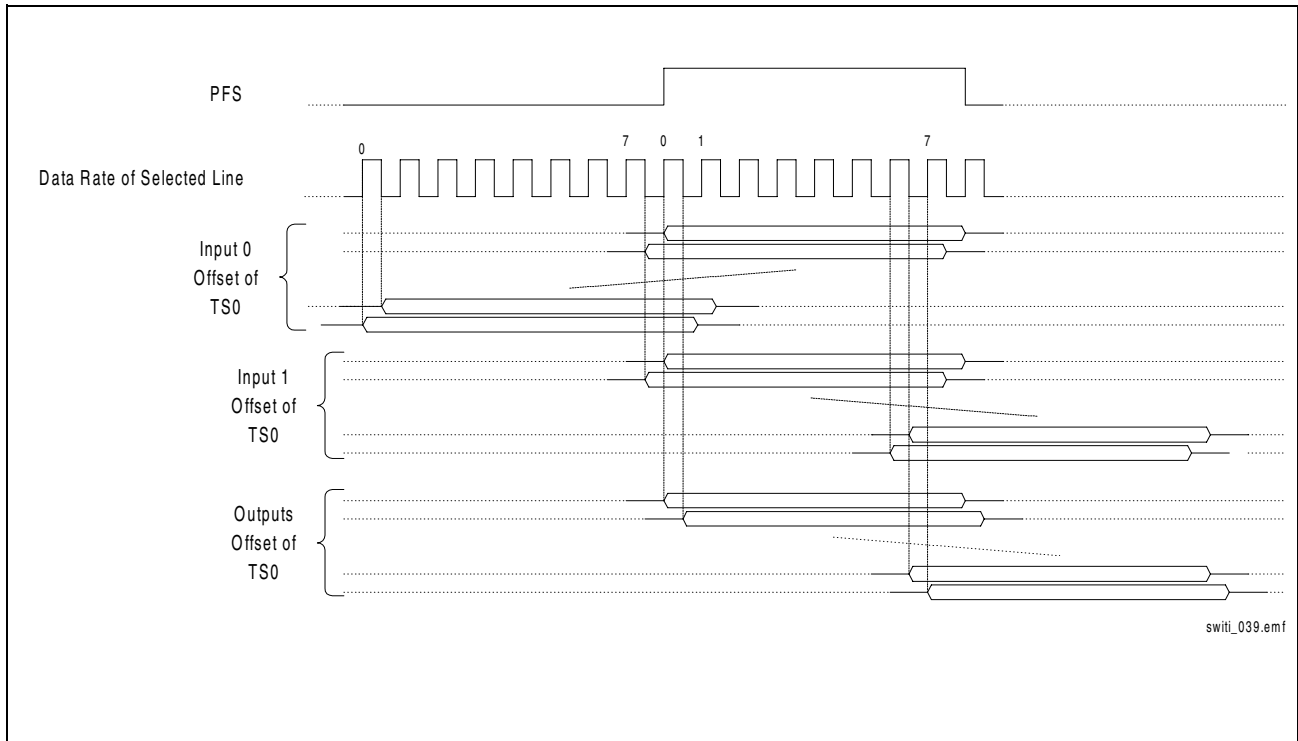 PFS
0
7 0 1 7
Data Rate of Selected Line
Input 0
Offset of
TS0
Input 1
Offset of
TS0
Outputs
Offset of
TS0
switi_039.emf